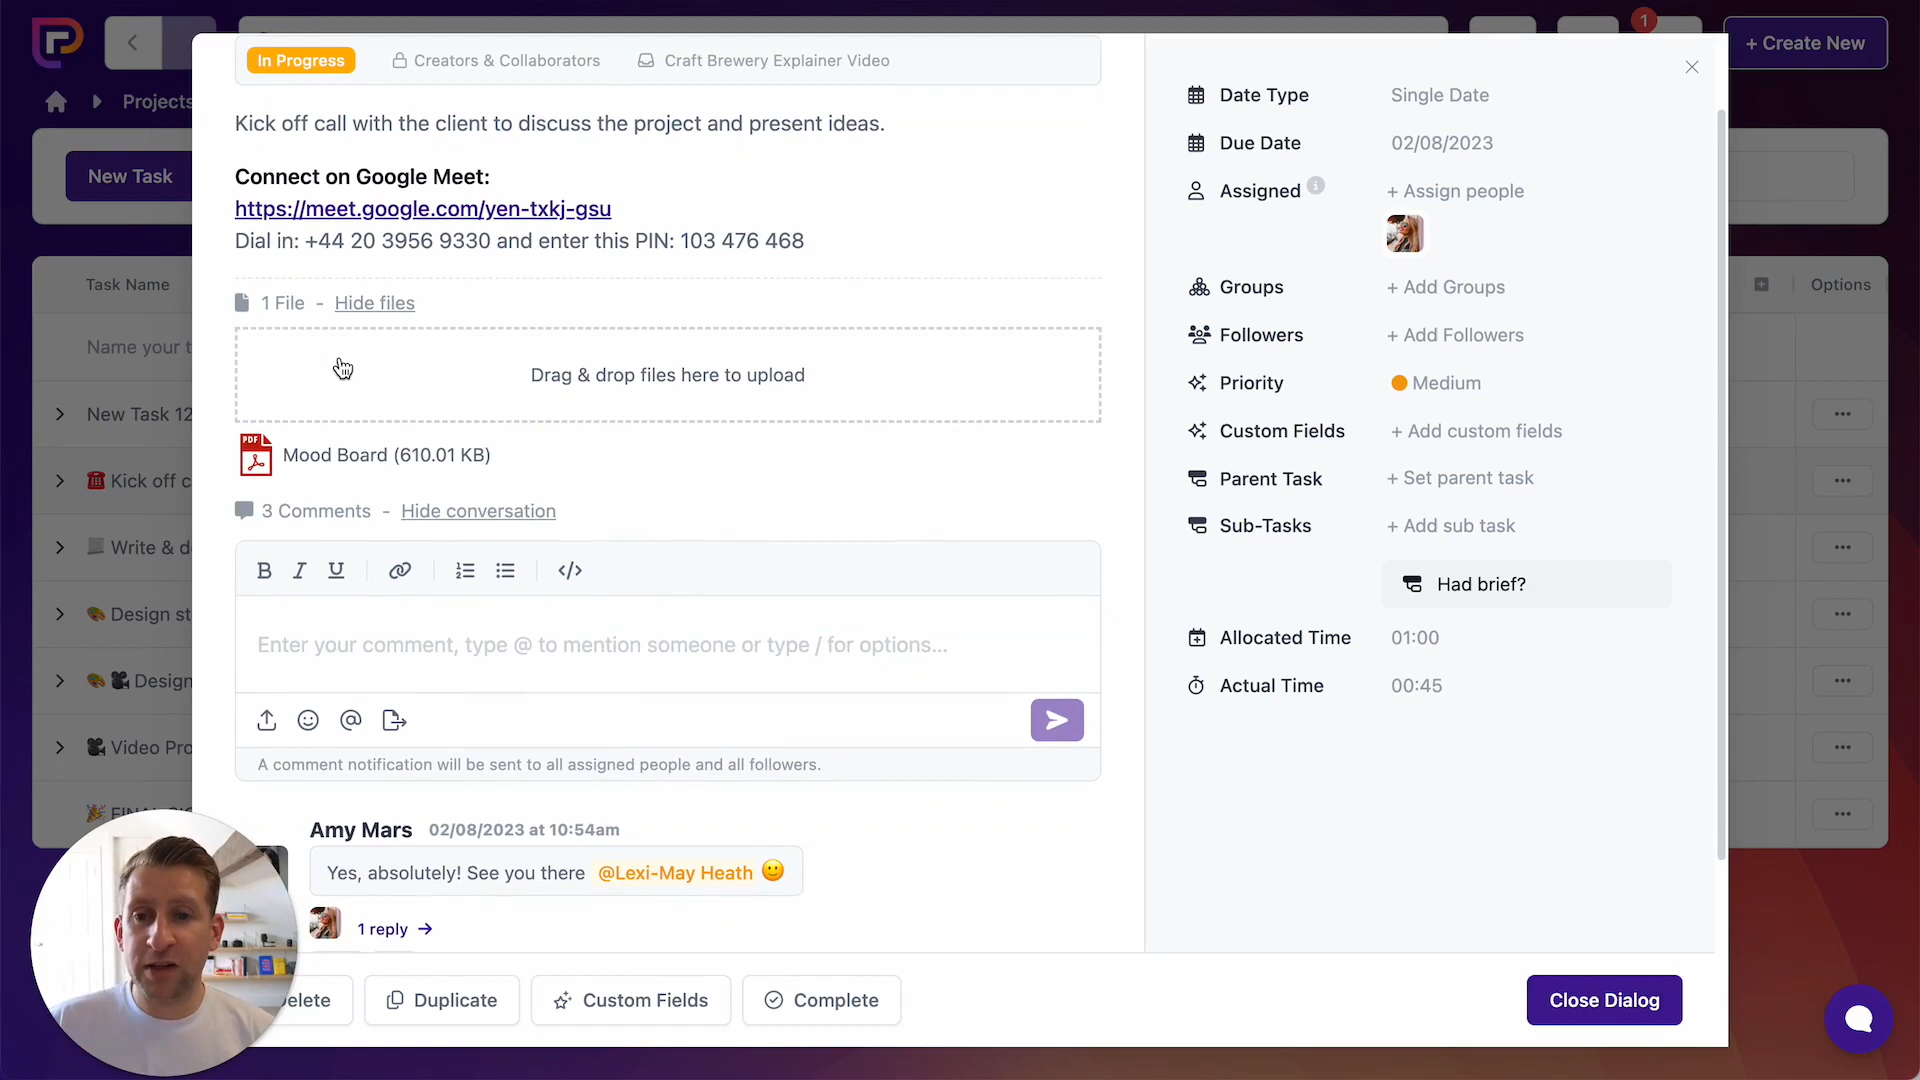 1
+ Create New
Projects
New Task
Task Name
Options
Name your t
New Task 12
Kick off c
Write & d
Design st
Design
Video Pro
In Progress
Creators & Collaborators
Craft Brewery Explainer Video
Kick off call with the client to discuss the project and present ideas.
Connect on Google Meet:
https://meet.google.com/yen-txkj-gsu
Dial in: +44 20 3956 9330 and enter this PIN: 103 476 468
1 File - Hide files
Drag & drop files here to upload
PDF
Mood Board (610.01 KB)
3 Comments - Hide conversation
B I U
Enter your comment, type @ to mention someone or type / for options...
A comment notification will be sent to all assigned people and all followers.
Amy Mars 02/08/2023 at 10:54am
Yes, absolutely! See you there @Lexi-May Heath 🙂
1 reply →
elete
Duplicate
Custom Fields
Complete
Date Type Single Date
Due Date 02/08/2023
Assigned + Assign people
Groups + Add Groups
Followers + Add Followers
Priority Medium
Custom Fields + Add custom fields
Parent Task + Set parent task
Sub-Tasks + Add sub task
Had brief?
Allocated Time 01:00
Actual Time 00:45
Close Dialog